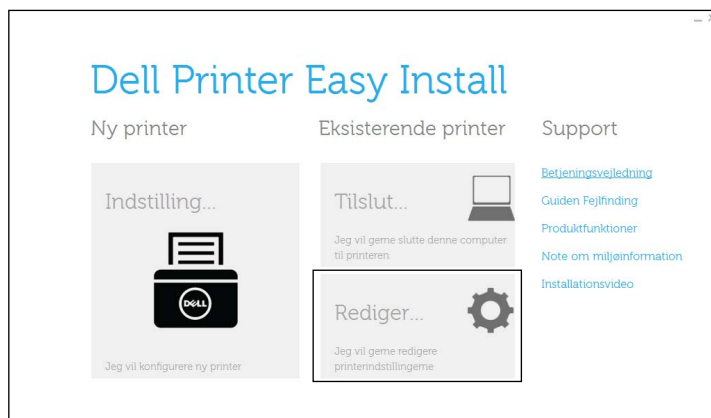 Dell Printer Easy Install
Ny printer
Indstilling...
DELL
Jeg vil konfigurere ny printer
Eksisterende printer
Tilslut...
Jeg vil gerne slutte denne computer
til printeren
Rediger...
Jeg vil gerne redigere
printerindstillingerne
Support
Betjeningsvejledning
Guiden Fejlfinding
Produktfunktioner
Note om miljøinformation
Installationsvideo